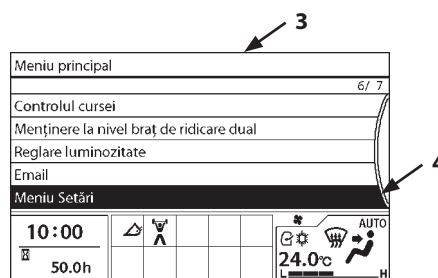 3
Meniu principal
6/ 7
Controlul cursei
Menținere la nivel braț de ridicare dual
Reglare luminozitate
Email
Meniu Setări
4
10:00
50.0h
AUTO
24.0°C
L H